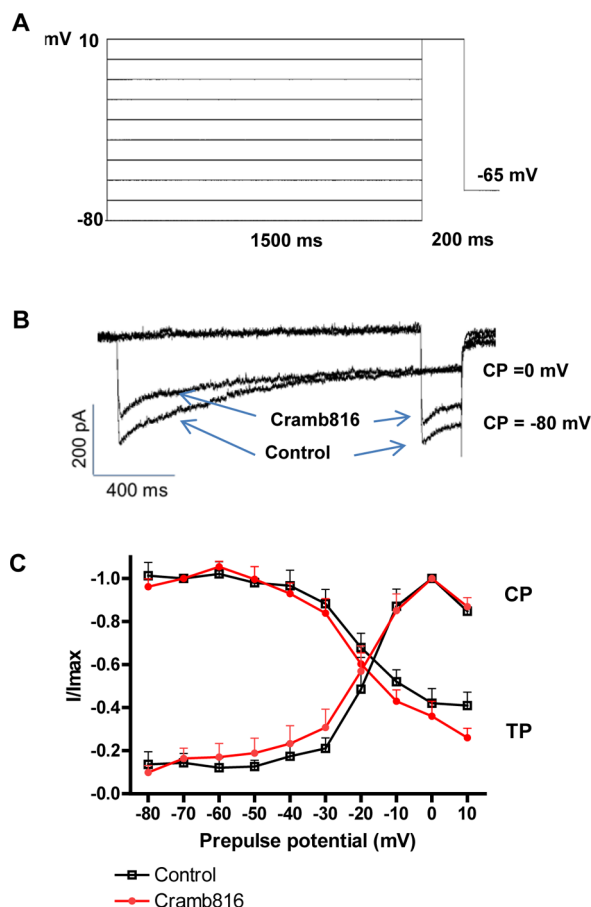 A
mV 10
-65 mV
-80
1500 ms
200 ms
B
CP =0 mV
Cramb816
CP = -80 mV
Control
200 pA
400 ms
C
-1.0
CP
-0.8
-0.6
I/Imax
-0.4
TP
-0.2
-0.0
-80 -70 -60 -50 -40 -30 -20 -10 0 10
Prepulse potential (mV)
Control
Cramb816